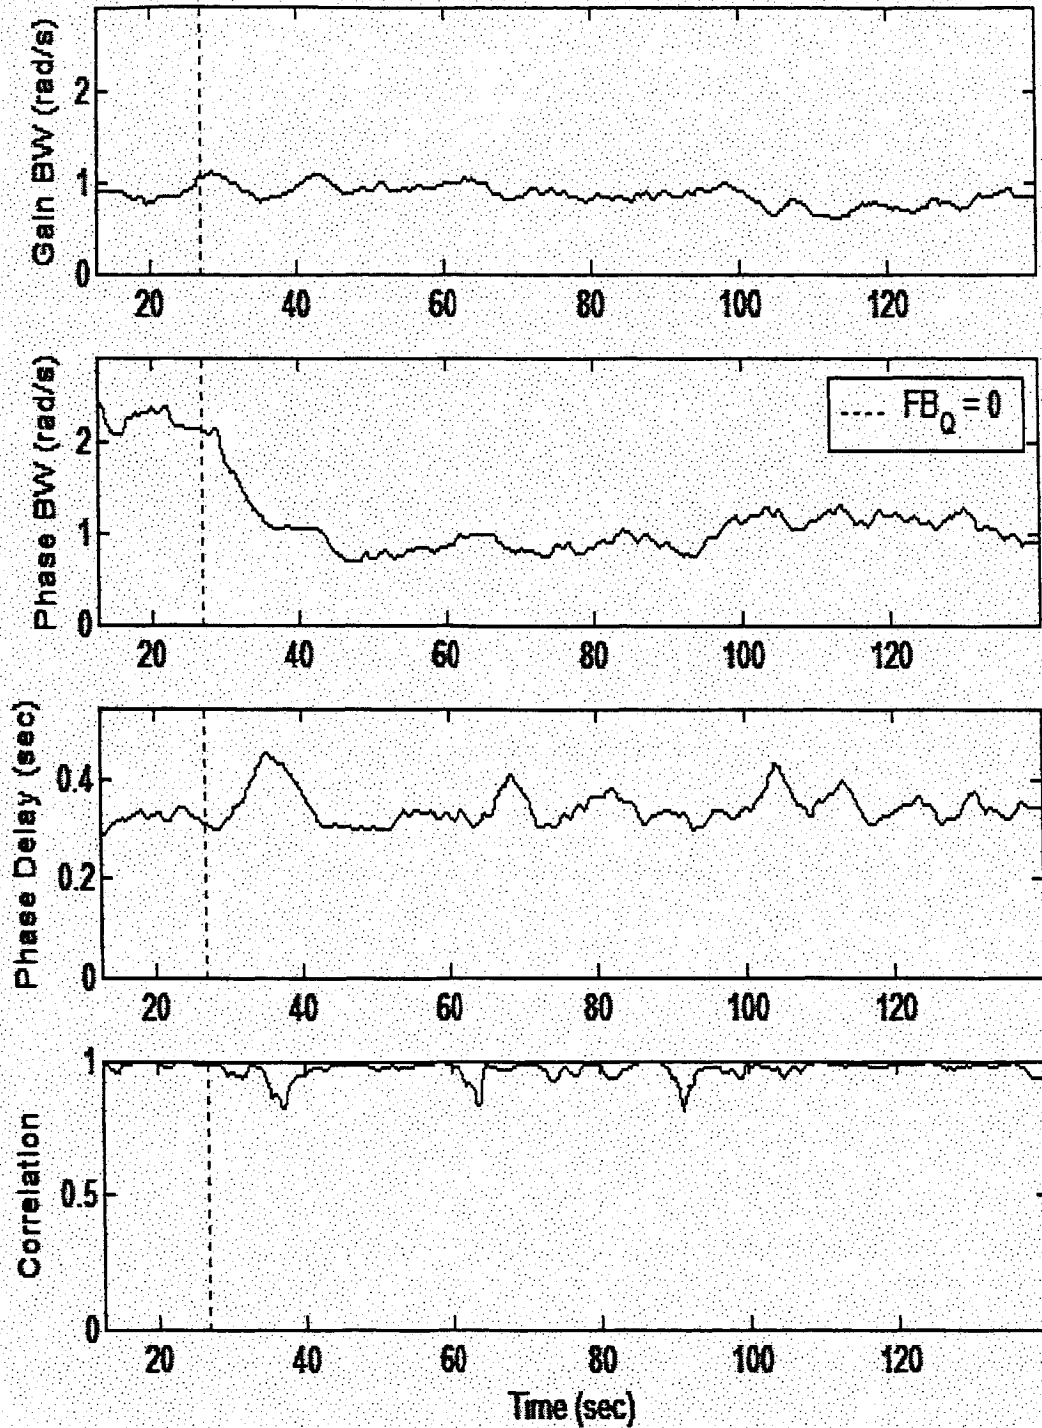 Gain BW (rad/s)
2
1
0
20 40 60 80 100 120
Phase BW (rad/s)
2
1
0
---- FB_Q = 0
20 40 60 80 100 120
Phase Delay (sec)
0.4
0.2
0
20 40 60 80 100 120
Correlation
1
0.5
0
20 40 60 80 100 120
Time (sec)